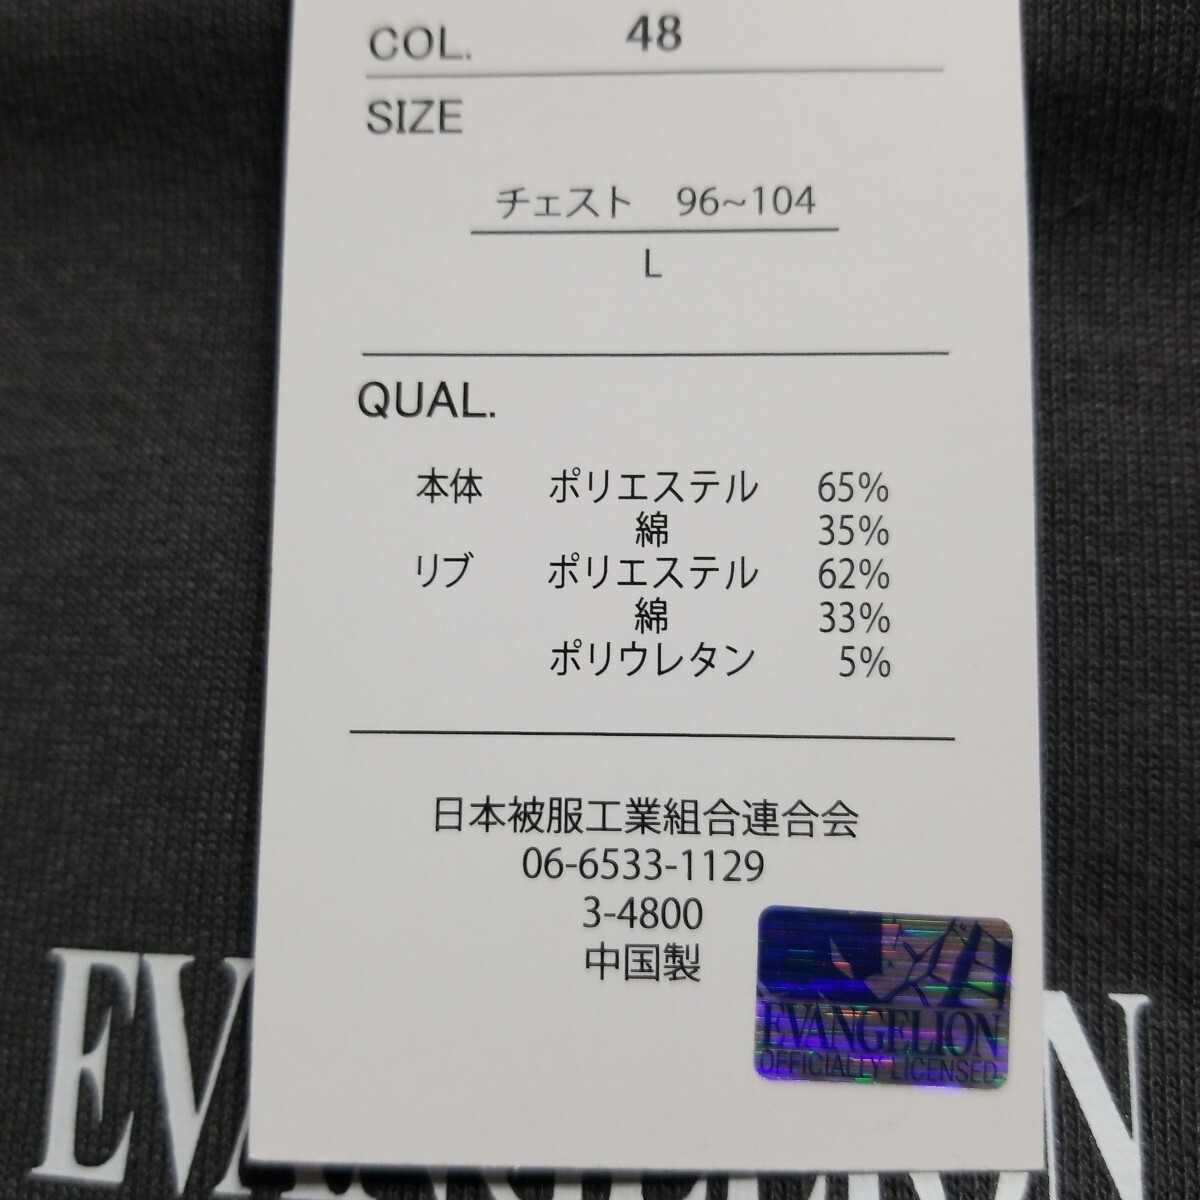 COL. 48
SIZE
チェスト 96~104
L
QUAL.
本体 ポリエステル 65%
綿 35%
リブ ポリエステル 62%
綿 33%
ポリウレタン 5%
日本被服工業組合連合会
06-6533-1129
3-4800
中国製
EVANGELION
OFFICIALLY LICENSED
EVANGELION